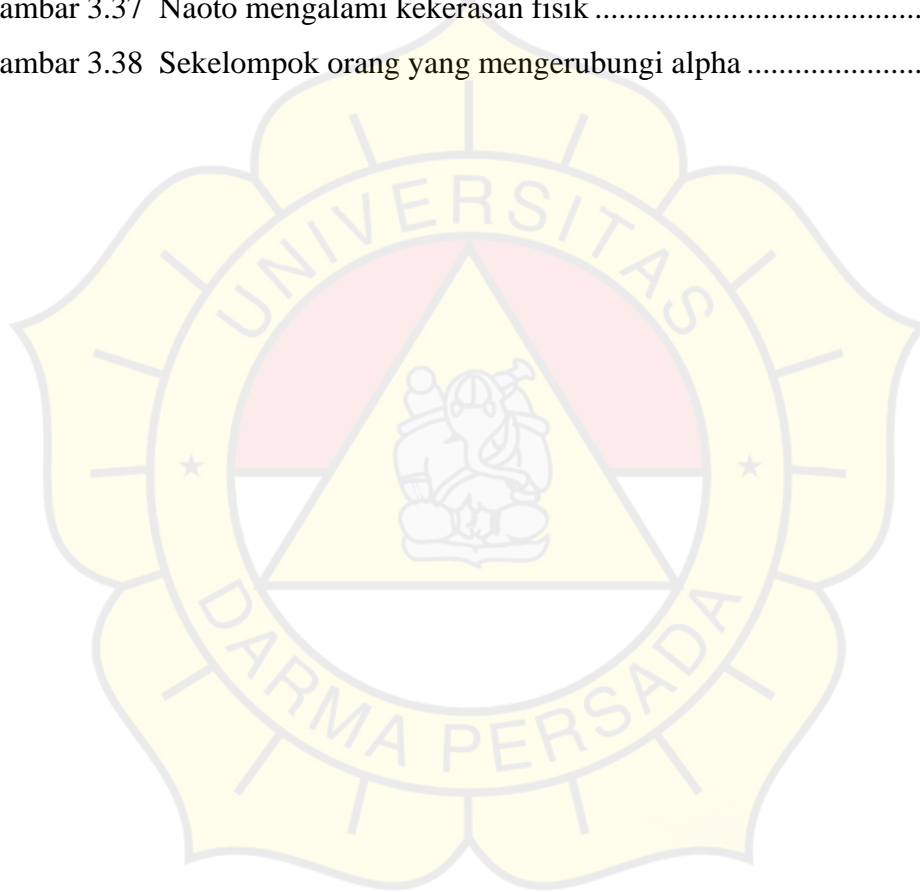 ambar 3.37 Naoto mengalami kekerasan fisik ........................................
ambar 3.38 Sekelompok orang yang mengerubungi alpha ......................
UNIVERSITAS
DARMA PERSADA